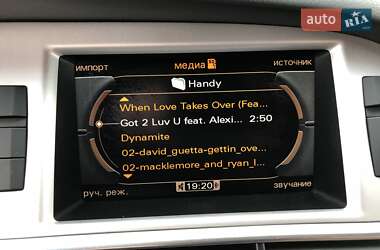 auto RIA
импорт медиа источник
Handy
When Love Takes Over (Fea...
Got 2 Luv U feat. Alexi... 2:50
Dynamite
02-david_guetta-gettin_ove...
02-macklemore_and_ryan_l...
руч. реж. 19:20 звучание